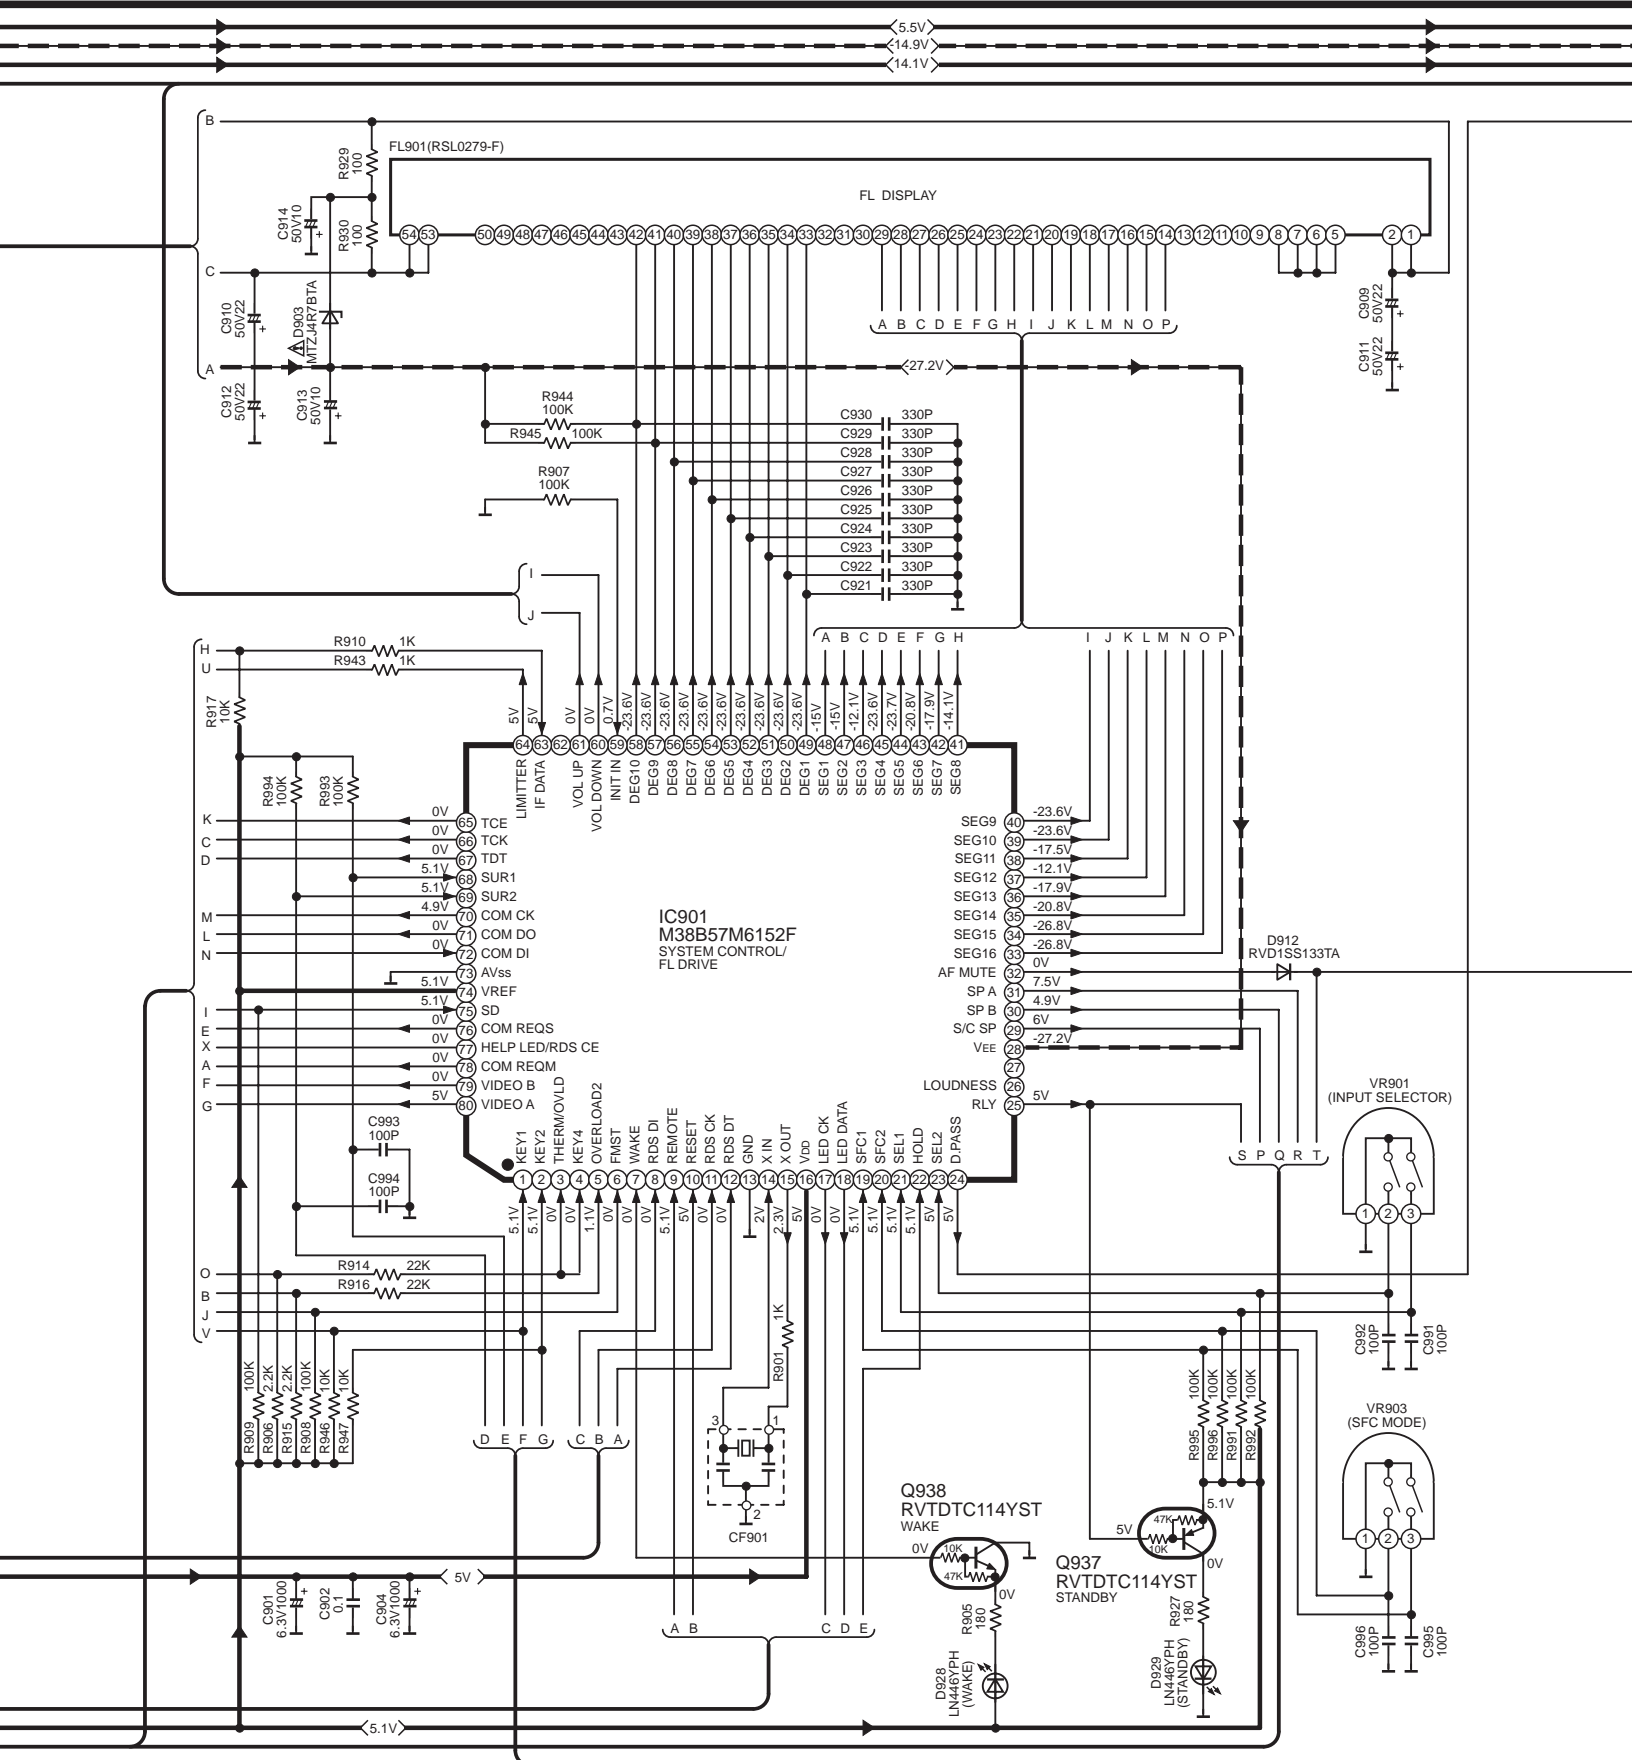 5.5V
-14.9V
14.1V
B
R929
100
FL901(RSL0279-F)
FL DISPLAY
C914
50V10
+
R930
100
54 53 50 49 48 47 46 45 44 43 42 41 40 39 38 37 36 35 34 33 32 31 30 29 28 27 26 25 24 23 22 21 20 19 18 17 16 15 14 13 12 11 10 9 8 7 6 5 2 1
C
C910
50V22
+
D903
MTZJ4R7BTA
A B C D E F G H I J K L M N O P
C909
50V22
+
C911
50V22
+
A
-27.2V
C912
50V22
+
C913
50V10
+
R944
100K
R945 100K
R907
100K
C930 330P
C929 330P
C928 330P
C927 330P
C926 330P
C925 330P
C924 330P
C923 330P
C922 330P
C921 330P
I
J
H
U
R910 1K
R943 1K
A B C D E F G H I J K L M N O P
R917
10K
5V 5V 0V 0V 0.7V -23.6V -23.6V -23.6V -23.6V -23.6V -23.6V -23.6V -23.6V -23.6V -23.6V -15V -15V -12.1V -23.6V -23.7V -20.8V -17.9V -14.1V
64 63 62 61 60 59 58 57 56 55 54 53 52 51 50 49 48 47 46 45 44 43 42 41
LIMITTER
IF DATA
VOL UP
VOL DOWN
INIT IN
DEG10
DEG9
DEG8
DEG7
DEG6
DEG5
DEG4
DEG3
DEG2
DEG1
SEG1
SEG2
SEG3
SEG4
SEG5
SEG6
SEG7
SEG8
R994
100K
R993
100K
K 0V 65 TCE
C 0V 66 TCK
D 0V 67 TDT
5.1V 68 SUR1
5.1V 69 SUR2
M 4.9V 70 COM CK
L 0V 71 COM DO
N 0V 72 COM DI
73 AVss
5.1V 74 VREF
I 5.1V 75 SD
E 0V 76 COM REQS
X 0V 77 HELP LED/RDS CE
A 0V 78 COM REQM
F 0V 79 VIDEO B
G 5V 80 VIDEO A
IC901
M38B57M6152F
SYSTEM CONTROL/
FL DRIVE
SEG9 40 -23.6V
SEG10 39 -23.6V
SEG11 38 -17.5V
SEG12 37 -12.1V
SEG13 36 -17.9V
SEG14 35 -20.8V
SEG15 34 -26.8V
SEG16 33 -26.8V
AF MUTE 32 0V
SP A 31 7.5V
SP B 30 4.9V
S/C SP 29 6V
VEE 28 -27.2V
27
LOUDNESS 26
RLY 25 5V
D912
RVD1SS133TA
VR901
(INPUT SELECTOR)
1 2 3
S P Q R T
C993
100P
C994
100P
KEY1
KEY2
THERM/OVLD
KEY4
OVERLOAD2
FMST
WAKE
RDS DI
REMOTE
RESET
RDS CK
RDS DT
GND
X IN
X OUT
VDD
LED CK
LED DATA
SFC1
SFC2
SEL1
HOLD
SEL2
D.PASS
1 2 3 4 5 6 7 8 9 10 11 12 13 14 15 16 17 18 19 20 21 22 23 24
5.1V 5.1V 0V 0V 1.1V 0V 0V 0V 5.1V 5V 0V 0V 2V 2.3V 5V 0V 0V 5.1V 5.1V 5.1V 5.1V 5V 5V
O
B
J
V
R914 22K
R916 22K
R901 1K
C992
100P
C991
100P
100K 2.2K 2.2K 100K 10K 10K
R909 R906 R915 R908 R946 R947
D E F G C B A
3 1
2
CF901
100K 100K 100K 100K
R995 R996 R991 R992
VR903
(SFC MODE)
1 2 3
Q938
RVTDTC114YST
WAKE
0V
10K
47K
0V
5.1V
5V
47K
10K
0V
Q937
RVTDTC114YST
STANDBY
5V
C901
6.3V1000
+
C902
0.1
C904
6.3V1000
+
A B C D E
R905
180
R927
180
C996
100P
C995
100P
D928
LN446YPH
(WAKE)
D929
LN446YPH
(STANDBY)
5.1V